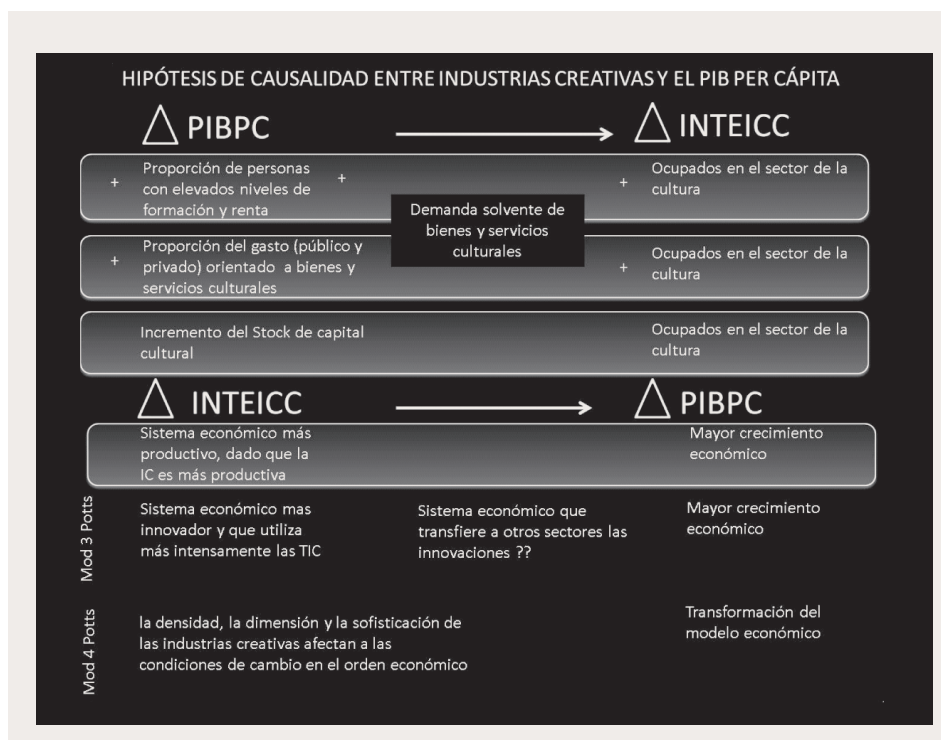 HIPÓTESIS DE CAUSALIDAD ENTRE INDUSTRIAS CREATIVAS Y EL PIB PER CÁPITA
△ PIBPC
△ INTEICC
+
Proporción de personas
con elevados niveles de
formación y renta
+
+
Ocupados en el sector de la
cultura
Demanda solvente de
bienes y servicios
culturales
+
Proporción del gasto (público y
privado) orientado a bienes y
servicios culturales
+
Ocupados en el sector de la
cultura
Incremento del Stock de capital
cultural
Ocupados en el sector de la
cultura
△ INTEICC
△ PIBPC
Sistema económico más
productivo, dado que la
IC es más productiva
Mayor crecimiento
económico
Mod 3 Potts
Sistema económico mas
innovador y que utiliza
más intensamente las TIC
Sistema económico que
transfiere a otros sectores las
innovaciones ??
Mayor crecimiento
económico
Mod 4 Potts
la densidad, la dimensión y la sofisticación de
las industrias creativas afectan a las
condiciones de cambio en el orden económico
Transformación del
modelo económico